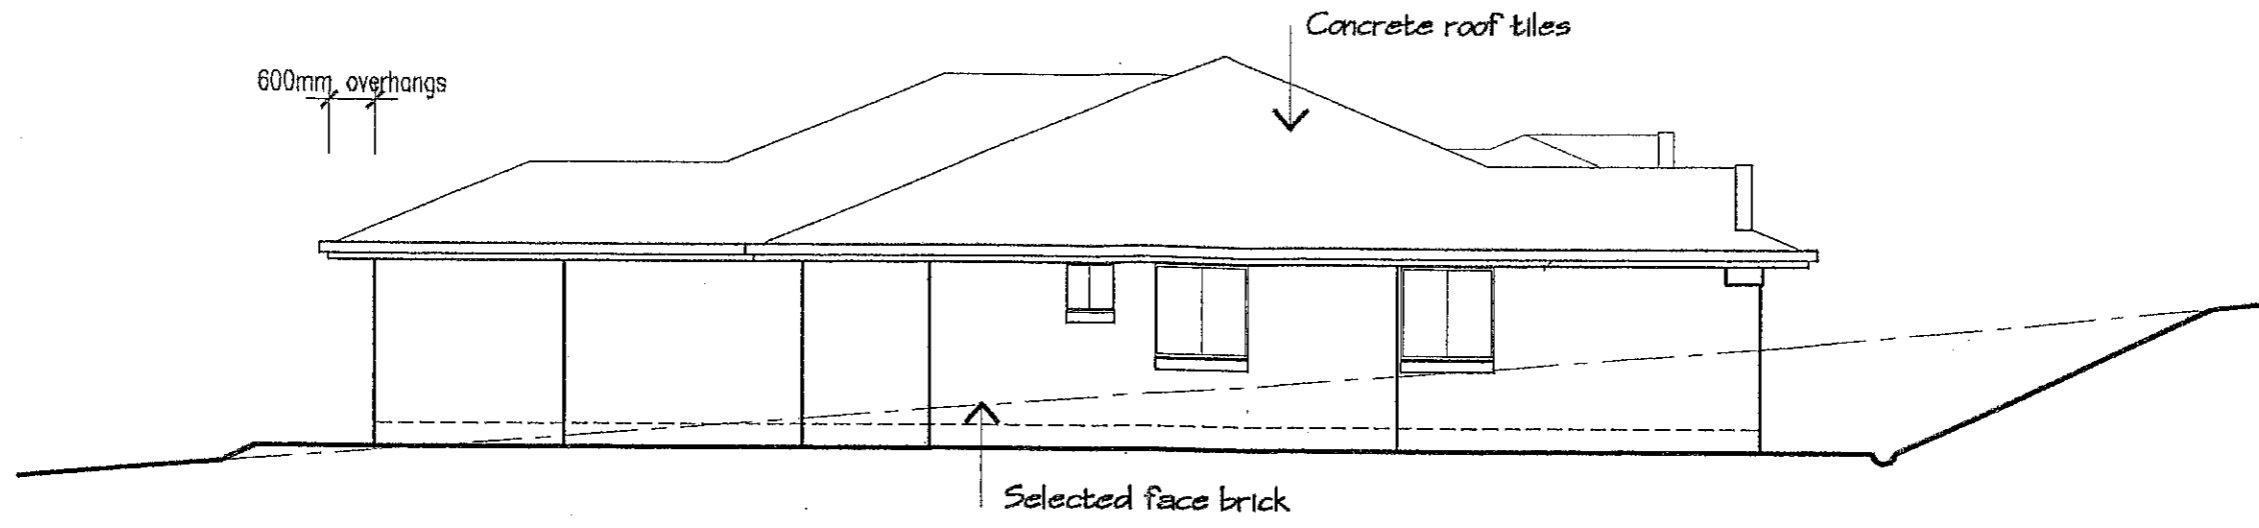 Concrete roof tiles
600mm overhangs
Selected face brick